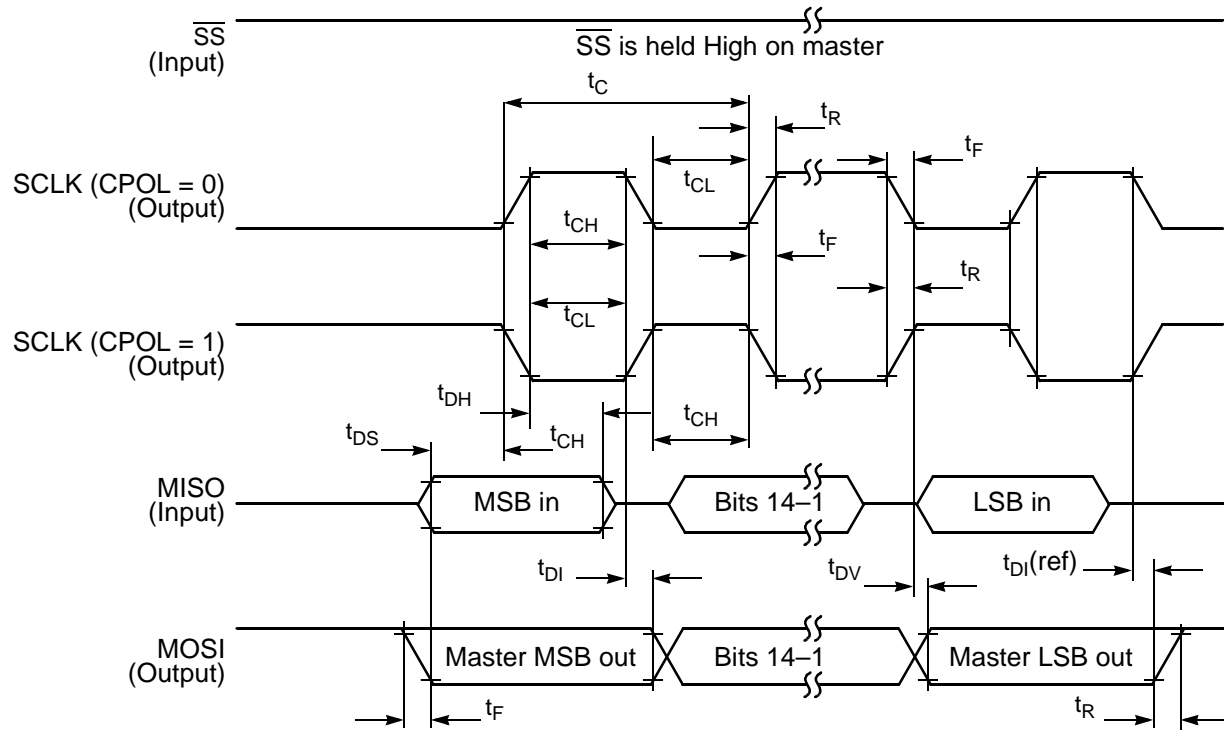 SS
(Input)
SS is held High on master
tC
tR
tF
SCLK (CPOL = 0)
(Output)
tCL
tCH
tF
tR
tCL
SCLK (CPOL = 1)
(Output)
tDH
tCH
tDS
tCH
MISO
(Input)
MSB in
Bits 14–1
LSB in
tDI
tDV
tDI(ref)
MOSI
(Output)
Master MSB out
Bits 14–1
Master LSB out
tF
tR